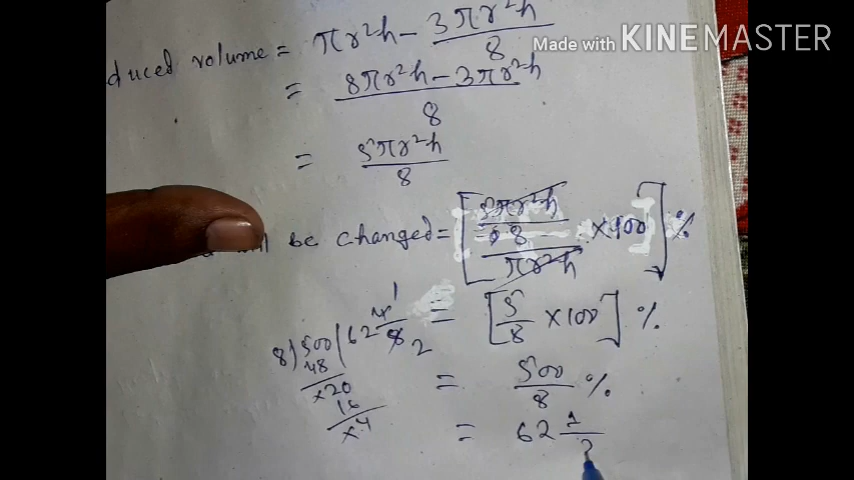 duced volume = πr²h − 3πr²h/8
Made with KINEMASTER
= 8πr²h − 3πr²h/8
= 5πr²h/8
be changed = [5πr²h/8/πr²h ×100]%
= [5/8 ×100] %
8)500(62 4/8 1/2
48
×20
16
×4
= 500/8 %
= 62 1/2